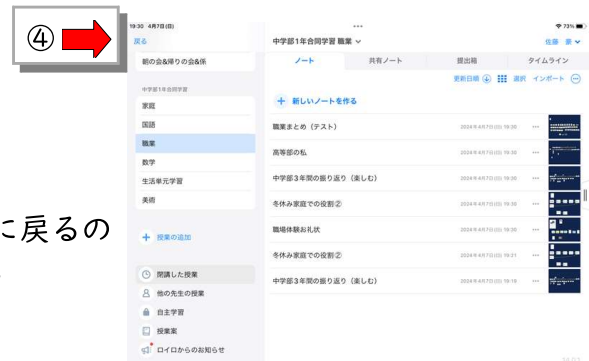 ④
19:30 4月7日(日)
73%
戻る
中学部1年合同学習 職業
佐藤 豪
朝の会&帰りの会&係
ノート 共有ノート 提出箱 タイムライン
更新日順 選択 インポート
中学部1年合同学習
家庭
国語
職業
数学
生活単元学習
美術
+ 授業の追加
閉講した授業
他の先生の授業
自主学習
授業案
ロイロからのお知らせ
+ 新しいノートを作る
職業まとめ(テスト) 2024年4月7日(日) 19:30
高等部の私 2024年4月7日(日) 19:30
中学部3年間の振り返り(楽しむ) 2024年4月7日(日) 19:30
冬休み家庭での役割② 2024年4月7日(日) 19:30
職場体験お礼状 2024年4月7日(日) 19:30
冬休み家庭での役割② 2024年4月7日(日) 19:21
中学部3年間の振り返り(楽しむ) 2024年4月7日(日) 19:19
に戻るの